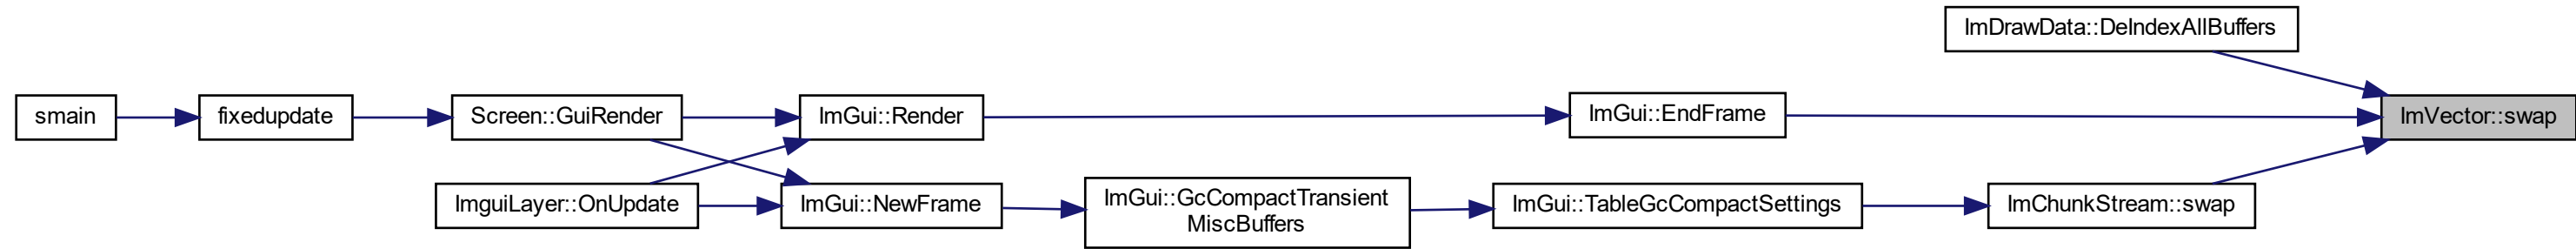 ImDrawData::DeIndexAllBuffers
smain
fixedupdate
Screen::GuiRender
ImGui::Render
ImGui::EndFrame
ImVector::swap
ImguiLayer::OnUpdate
ImGui::NewFrame
ImGui::GcCompactTransient
MiscBuffers
ImGui::TableGcCompactSettings
ImChunkStream::swap